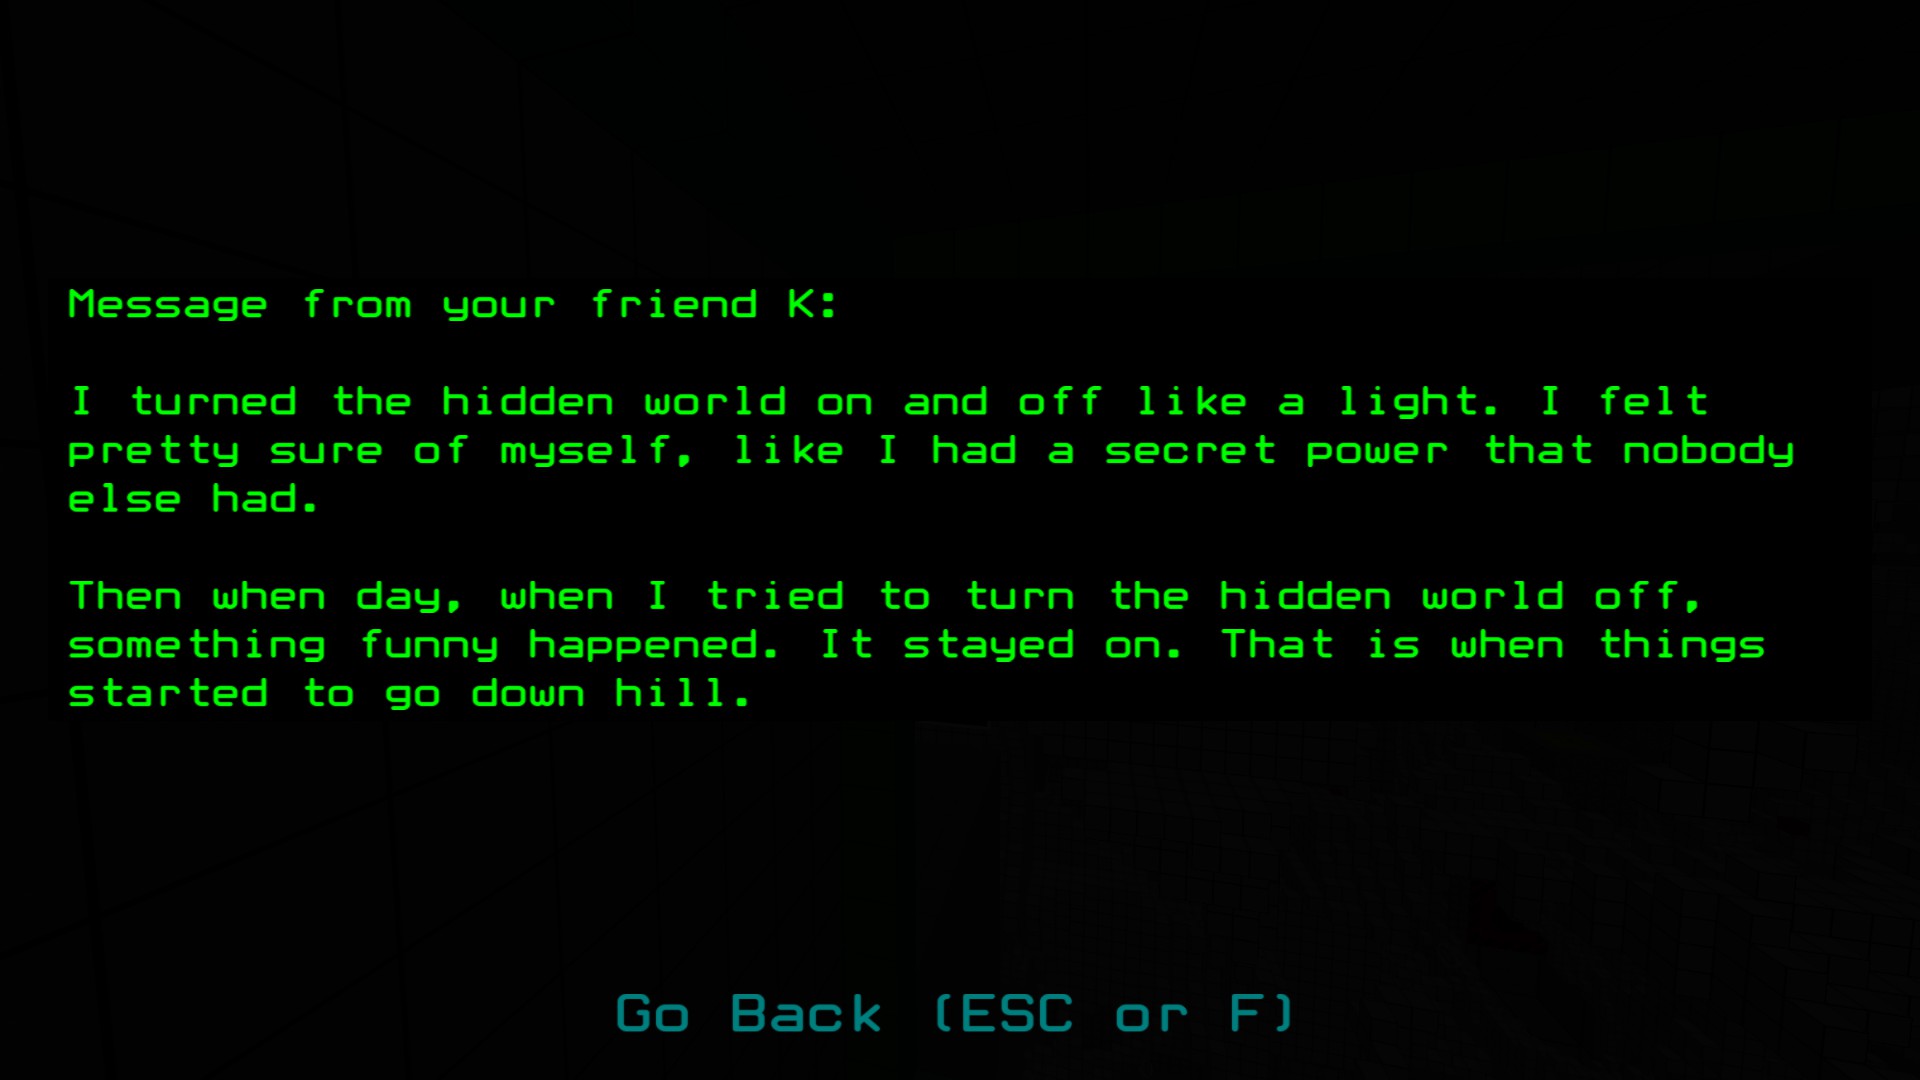 Message from your friend K:
I turned the hidden world on and off like a light. I felt
pretty sure of myself, like I had a secret power that nobody
else had.
Then when day, when I tried to turn the hidden world off,
something funny happened. It stayed on. That is when things
started to go down hill.
Go Back (ESC or F)